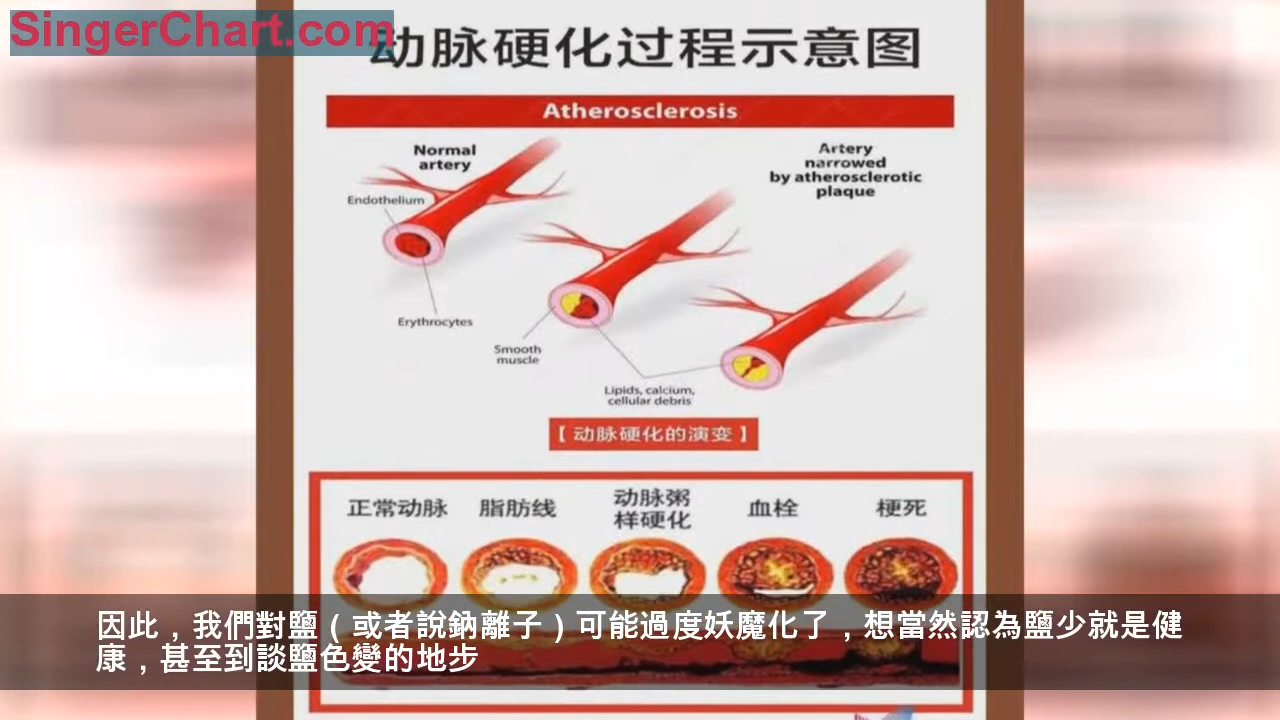 SingerChart.com
动脉硬化过程示意图
Atherosclerosis
Normal
artery
Artery
narrowed
by atherosclerotic
plaque
Endothelium
Erythrocytes
Smooth
muscle
Lipids, calcium,
cellular debris
【动脉硬化的演变】
正常动脉
脂肪线
动脉粥
样硬化
血栓
梗死
因此，我們對鹽（或者說鈉離子）可能過度妖魔化了，想當然認為鹽少就是健
康，甚至到談鹽色變的地步